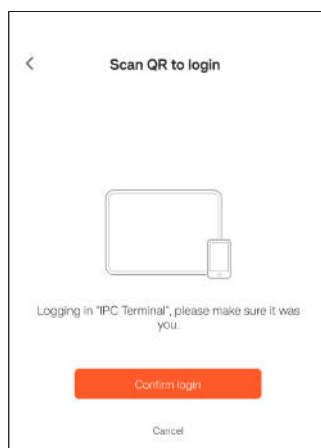 Scan QR to login
Logging in "IPC Terminal", please make sure it was
you.
Confirm login
Cancel